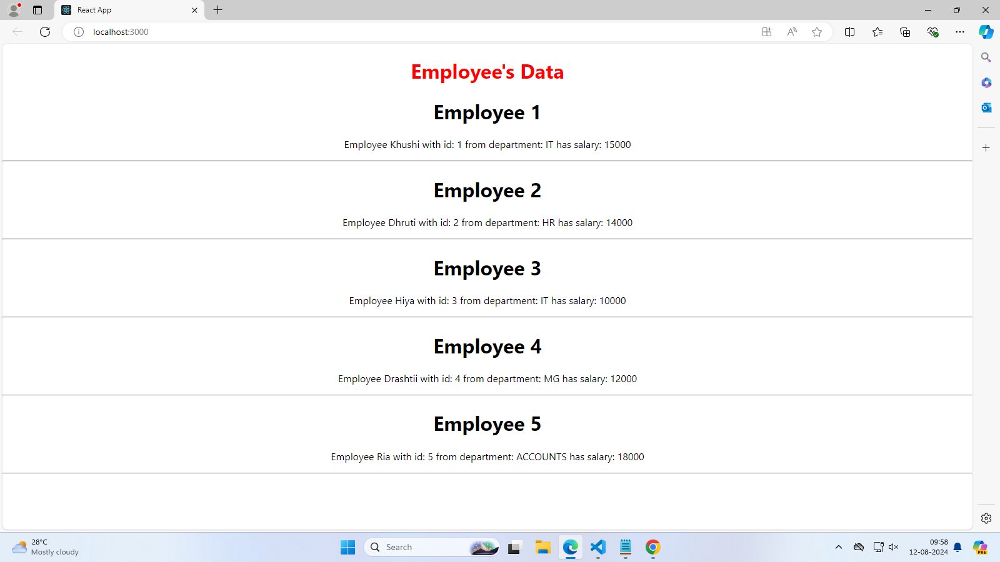 React App
localhost:3000
Employee's Data
Employee 1
Employee Khushi with id: 1 from department: IT has salary: 15000
Employee 2
Employee Dhruti with id: 2 from department: HR has salary: 14000
Employee 3
Employee Hiya with id: 3 from department: IT has salary: 10000
Employee 4
Employee Drashtii with id: 4 from department: MG has salary: 12000
Employee 5
Employee Ria with id: 5 from department: ACCOUNTS has salary: 18000
28°C
Mostly cloudy
Search
09:58
12-08-2024
PRE